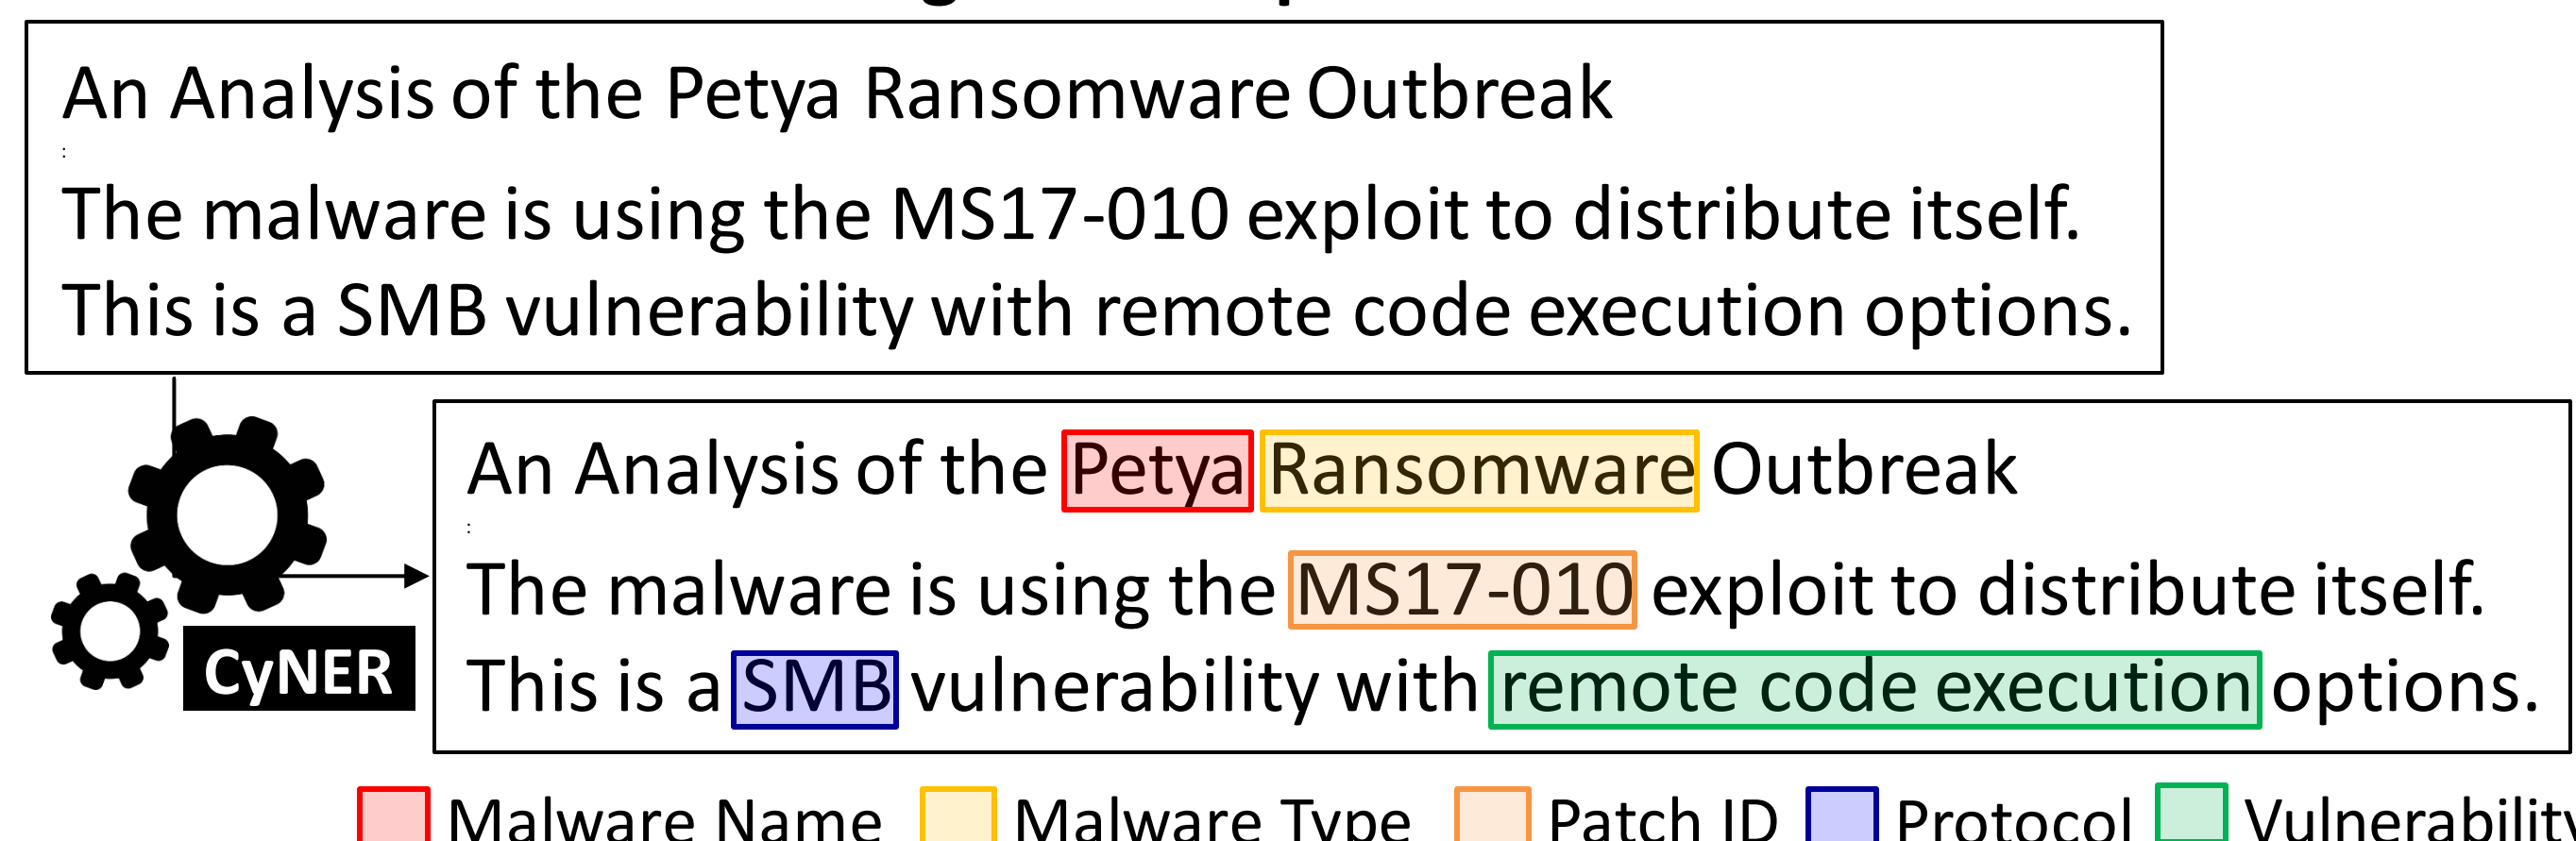 An Analysis of the Petya Ransomware Outbreak
:
The malware is using the MS17-010 exploit to distribute itself.
This is a SMB vulnerability with remote code execution options.
An Analysis of the Petya Ransomware Outbreak
:
The malware is using the MS17-010 exploit to distribute itself.
This is a SMB vulnerability with remote code execution options.
CyNER
Malware Name Malware Type Patch ID Protocol Vulnerability